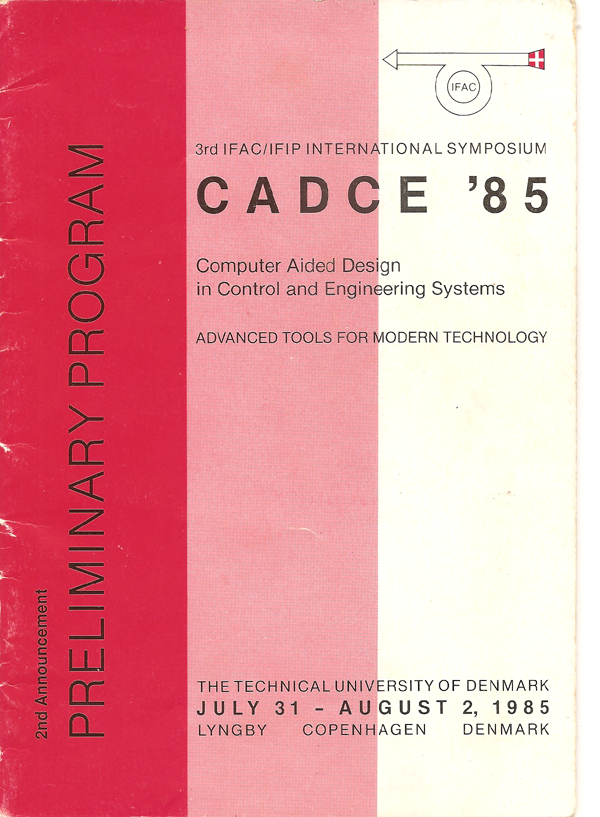 IFAC
3rd IFAC/IFIP INTERNATIONAL SYMPOSIUM
CADCE '85
Computer Aided Design
in Control and Engineering Systems
ADVANCED TOOLS FOR MODERN TECHNOLOGY
2nd Announcement
PRELIMINARY PROGRAM
THE TECHNICAL UNIVERSITY OF DENMARK
JULY 31 – AUGUST 2, 1985
LYNGBY COPENHAGEN DENMARK